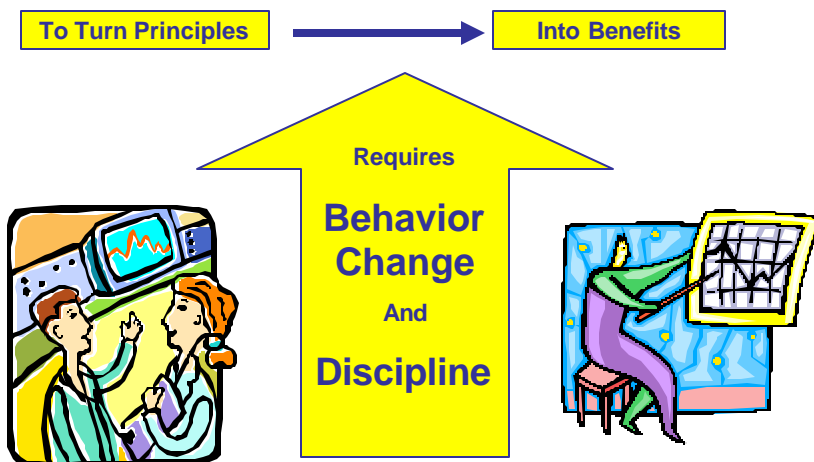 To Turn Principles
Into Benefits
Requires
Behavior
Change
And
Discipline